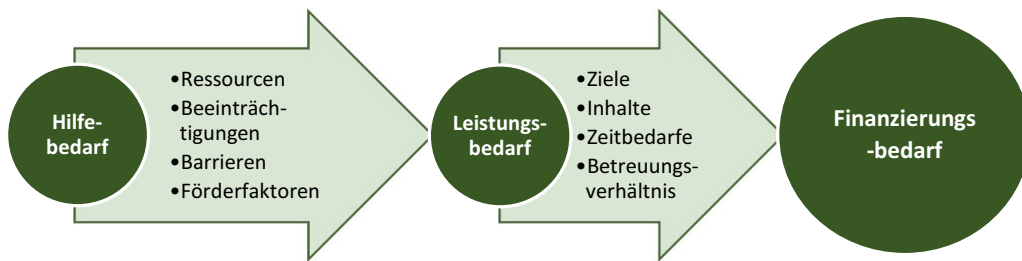 Hilfe-
bedarf
•Ressourcen
•Beeinträch-
tigungen
•Barrieren
•Förderfaktoren
Leistungs-
bedarf
•Ziele
•Inhalte
•Zeitbedarfe
•Betreuungs-
verhältnis
Finanzierungs
-bedarf